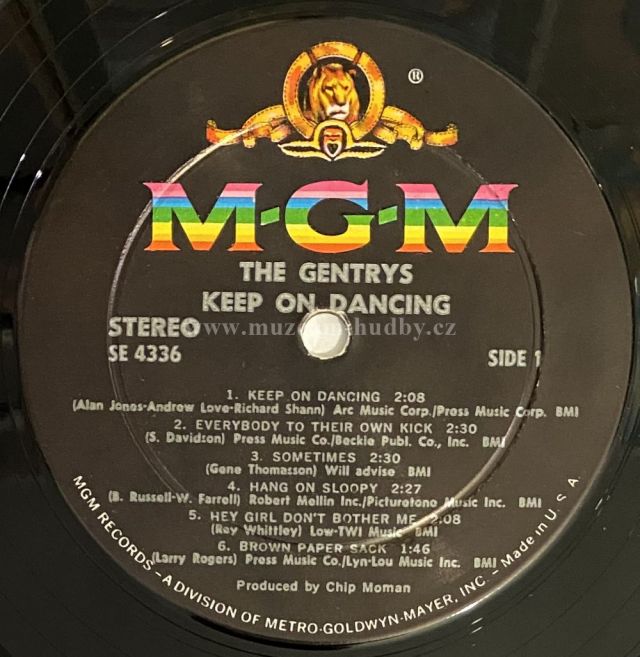 ®
M-G-M
THE GENTRYS
KEEP ON DANCING
STEREO
SE 4336
SIDE 1
1. KEEP ON DANCING 2:08
(Alan Jones-Andrew Love-Richard Shann) Arc Music Corp./Press Music Corp. BMI
2. EVERYBODY TO THEIR OWN KICK 2:30
(S. Davidson) Press Music Co./Beckie Publ. Co., Inc. BMI
3. SOMETIMES 2:30
(Gene Thomasson) Will advise BMI
4. HANG ON SLOOPY 2:27
(B. Russell-W. Farrell) Robert Mellin Inc./Picturetone Music Inc. BMI
5. HEY GIRL DON'T BOTHER ME 2:08
(Ray Whittley) Low-TWI Music BMI
6. BROWN PAPER SACK 1:46
(Larry Rogers) Press Music Co./Lyn-Lou Music Inc. BMI
Produced by Chip Moman
MGM RECORDS – A DIVISION OF METRO-GOLDWYN-MAYER, INC – Made in U.S.A.